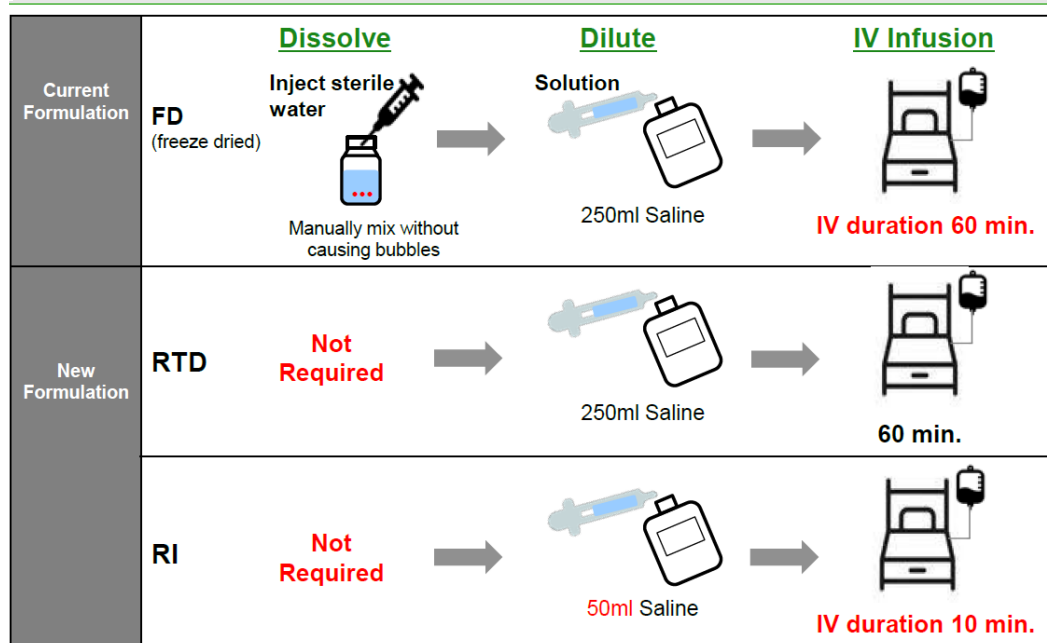 Dissolve
Dilute
IV Infusion
Current
Formulation
FD
(freeze dried)
Inject sterile
water
Manually mix without
causing bubbles
Solution
250ml Saline
IV duration 60 min.
New
Formulation
RTD
Not
Required
250ml Saline
60 min.
RI
Not
Required
50ml Saline
IV duration 10 min.